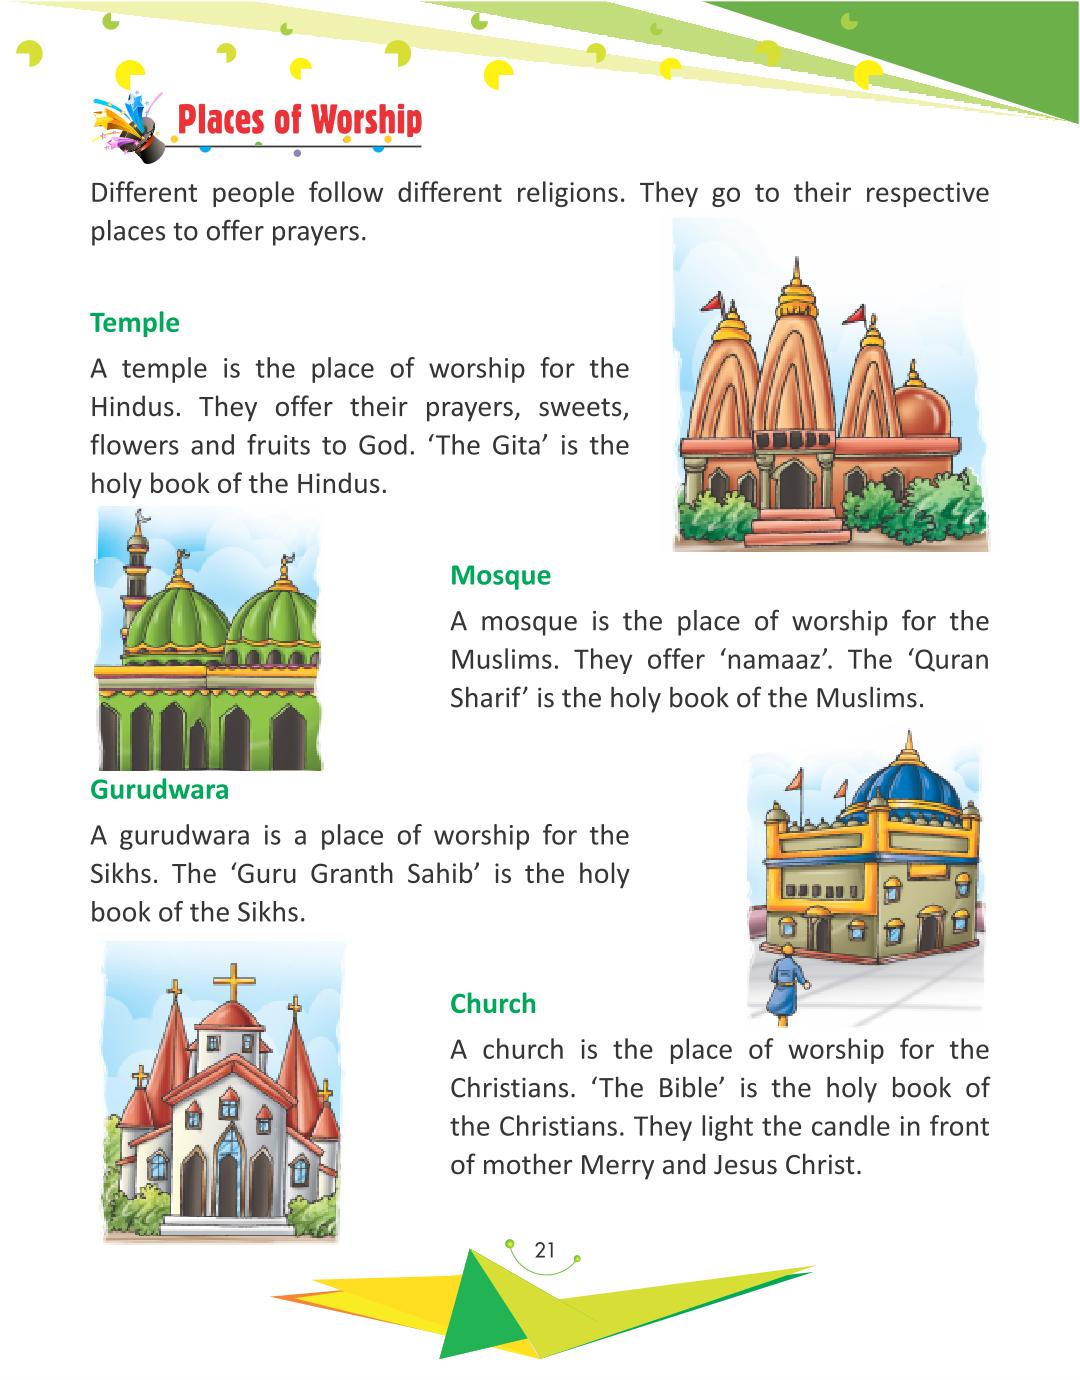 Places of Worship
Different people follow different religions. They go to their respective
places to offer prayers.
Temple
A temple is the place of worship for the
Hindus. They offer their prayers, sweets,
flowers and fruits to God. ‘The Gita’ is the
holy book of the Hindus.
Mosque
A mosque is the place of worship for the
Muslims. They offer ‘namaaz’. The ‘Quran
Sharif’ is the holy book of the Muslims.
Gurudwara
A gurudwara is a place of worship for the
Sikhs. The ‘Guru Granth Sahib’ is the holy
book of the Sikhs.
Church
A church is the place of worship for the
Christians. ‘The Bible’ is the holy book of
the Christians. They light the candle in front
of mother Merry and Jesus Christ.
21